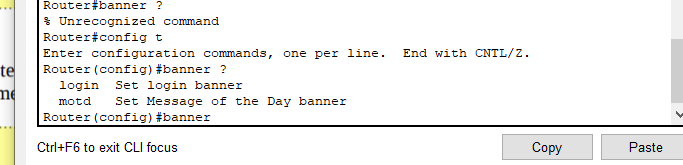 Router#banner ?
% Unrecognized command
Router#config t
Enter configuration commands, one per line.  End with CNTL/Z.
Router(config)#banner ?
  login  Set login banner
  motd   Set Message of the Day banner
Router(config)#banner
Ctrl+F6 to exit CLI focus
Copy
Paste